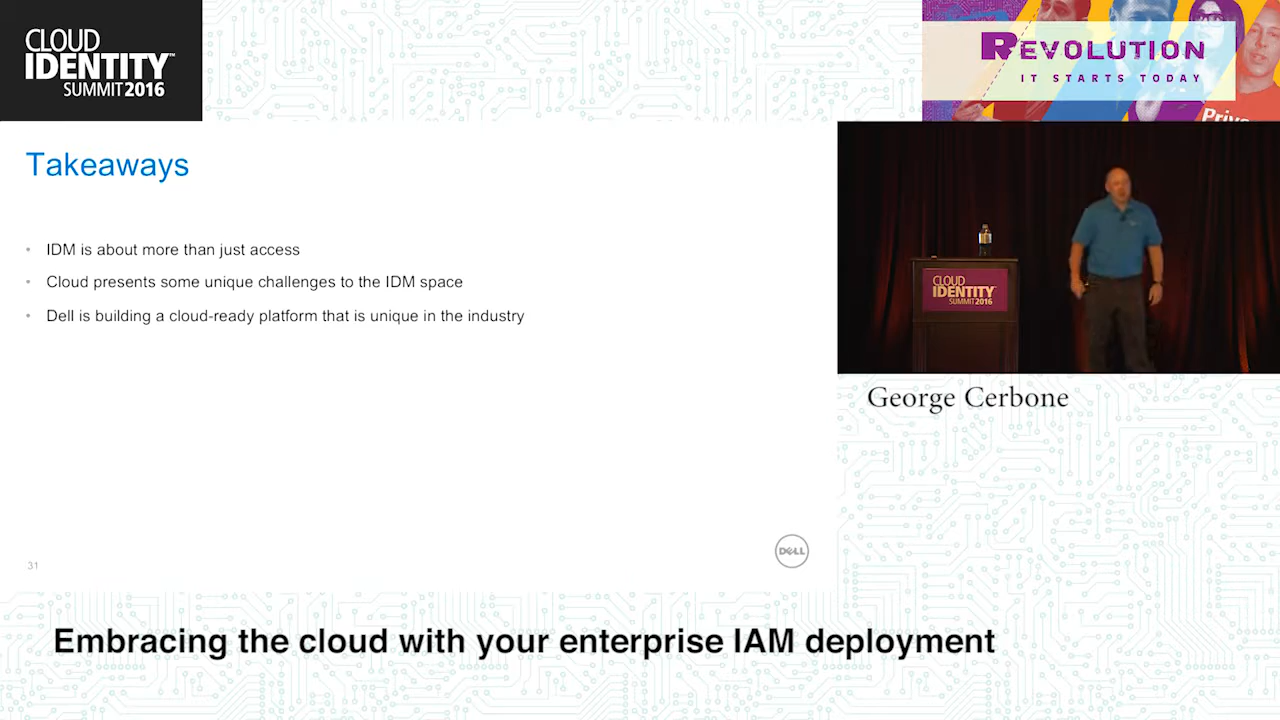 CLOUD
IDENTITY™
SUMMIT 2016
REVOLUTION
IT STARTS TODAY
Takeaways
• IDM is about more than just access
• Cloud presents some unique challenges to the IDM space
• Dell is building a cloud-ready platform that is unique in the industry
CLOUD
IDENTITY
SUMMIT 2016
George Cerbone
31
DELL
Embracing the cloud with your enterprise IAM deployment